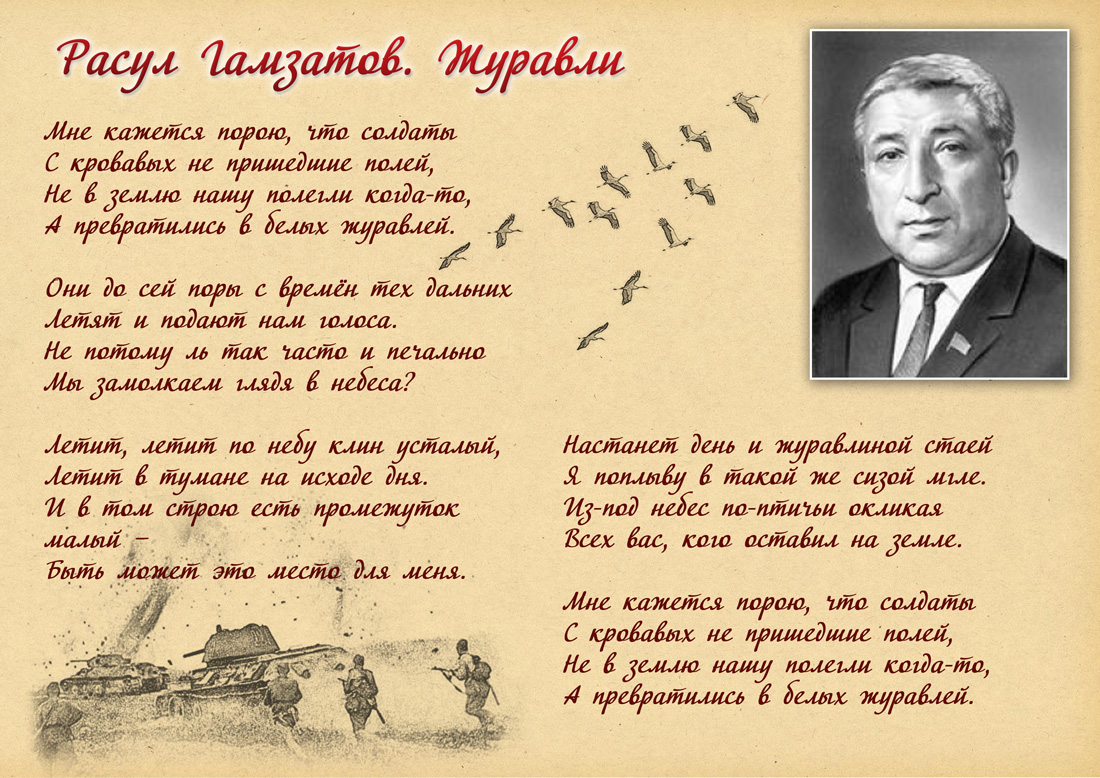 Расул Гамзатов. Журавли
Мне кажется порою, что солдаты
С кровавых не пришедшие полей,
Не в землю нашу полегли когда-то,
А превратились в белых журавлей.
Они до сей поры с времён тех дальних
Летят и подают нам голоса.
Не потому ль так часто и печально
Мы замолкаем глядя в небеса?
Летит, летит по небу клин усталый,
Летит в тумане на исходе дня.
И в том строю есть промежуток
малый –
Быть может это место для меня.
Настанет день и журавлиной стаей
Я поплыву в такой же сизой мгле.
Из-под небес по-птичьи окликая
Всех вас, кого оставил на земле.
Мне кажется порою, что солдаты
С кровавых не пришедшие полей,
Не в землю нашу полегли когда-то,
А превратились в белых журавлей.